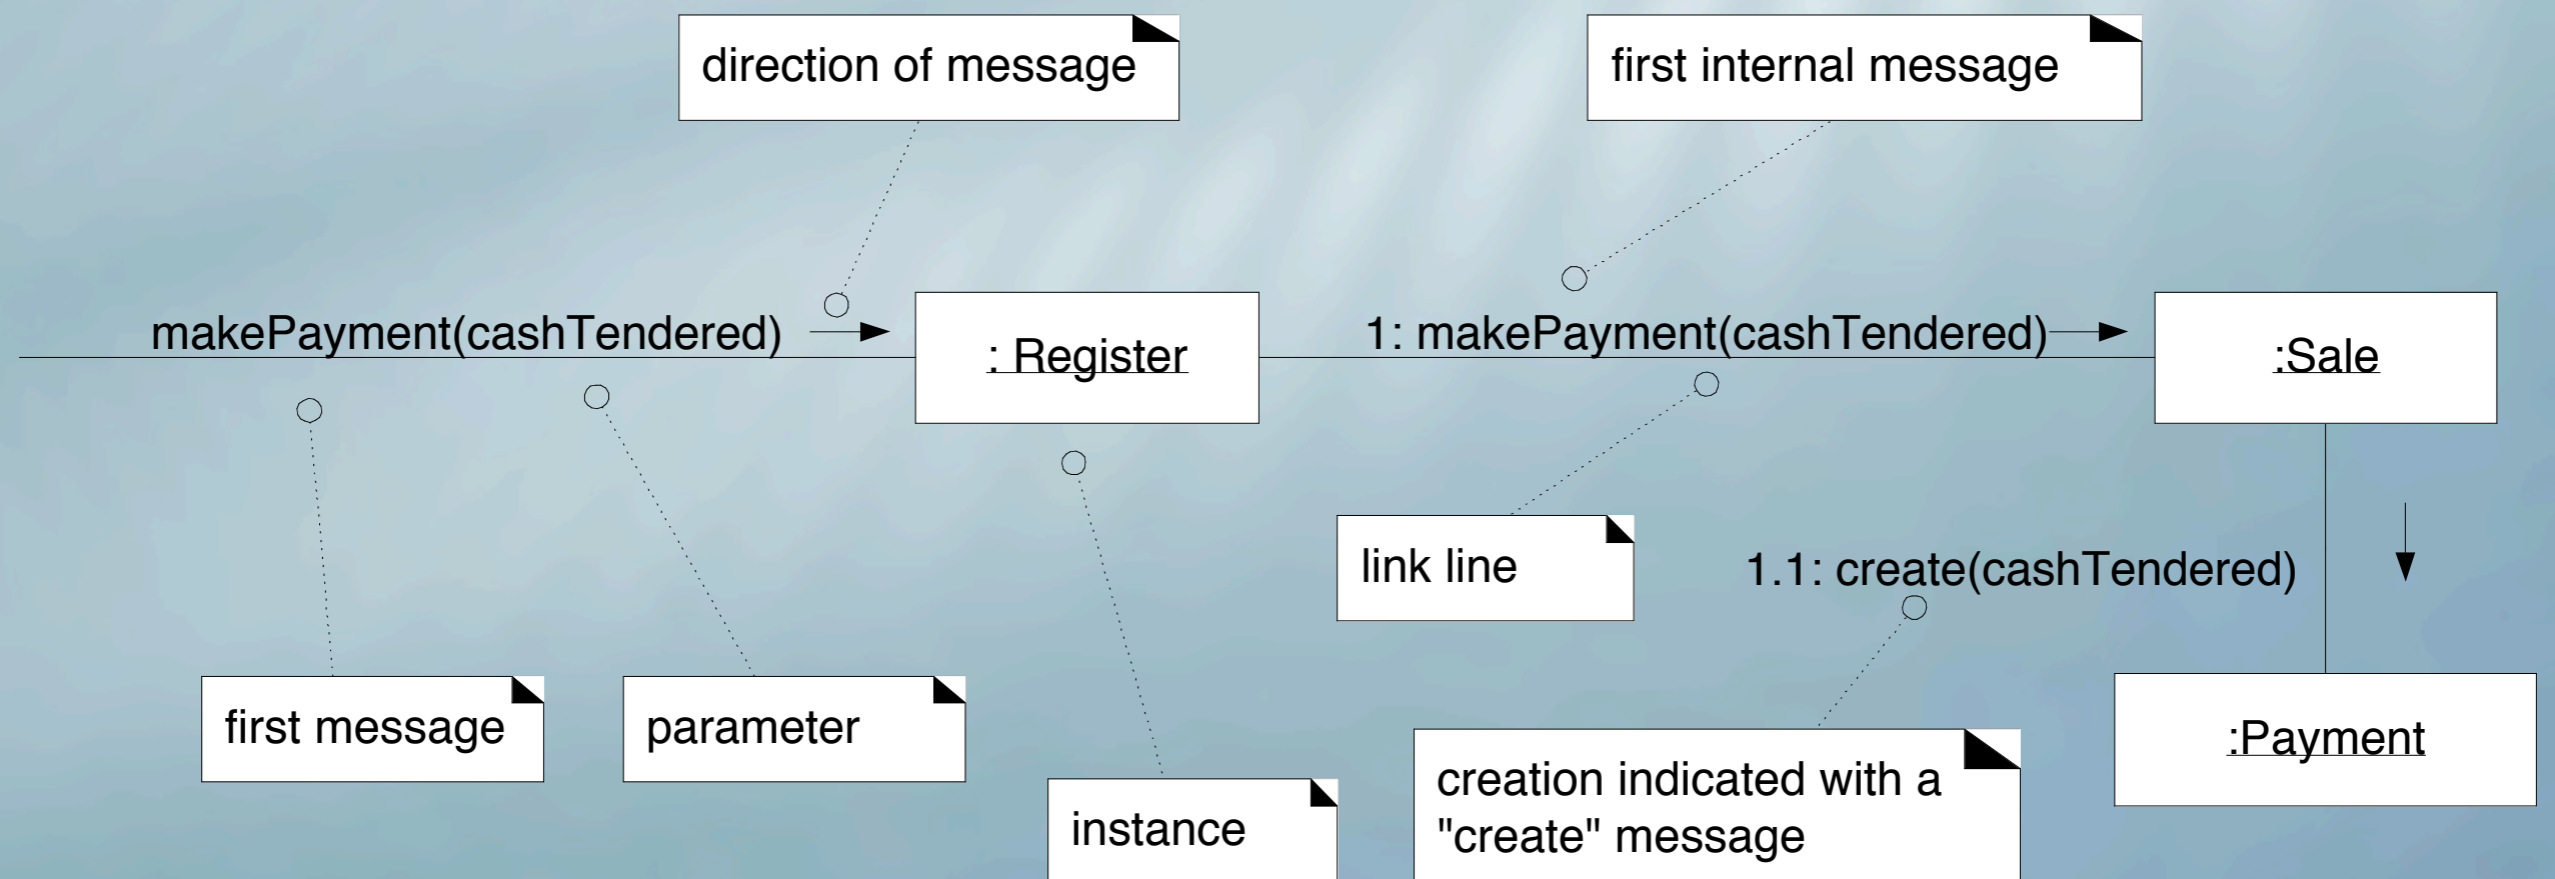 direction of message
first internal message
makePayment(cashTendered)
: Register
1: makePayment(cashTendered)
:Sale
link line
1.1: create(cashTendered)
first message
parameter
:Payment
instance
creation indicated with a
"create" message